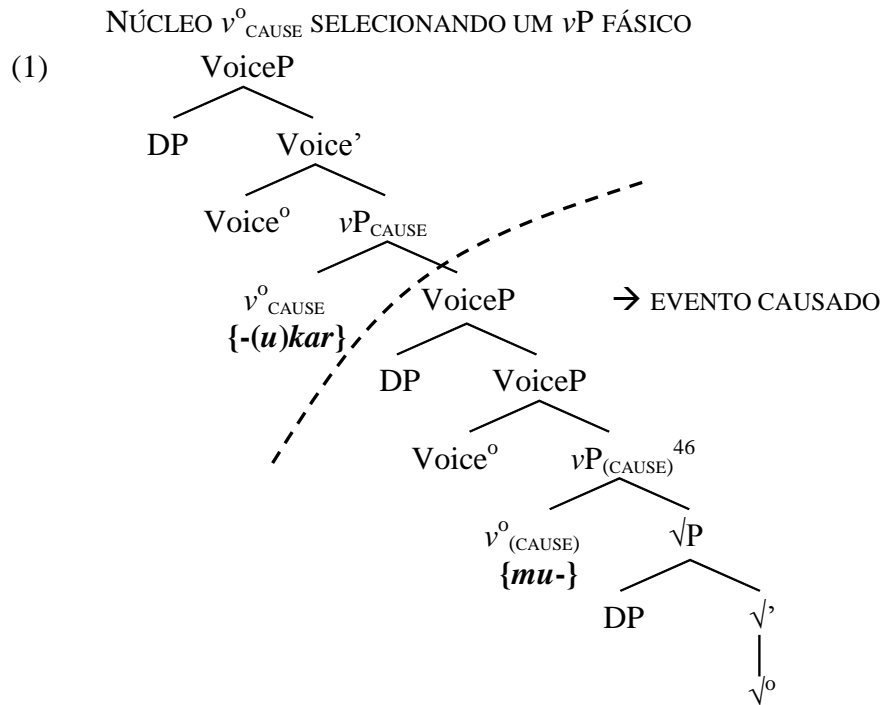 NÚCLEO v°CAUSE SELECIONANDO UM vP FÁSICO
(1) VoiceP
DP Voice’
Voice° vPCAUSE
v°CAUSE VoiceP → EVENTO CAUSADO
{-(u)kar}
DP VoiceP
Voice° vP(CAUSE)46
v°(CAUSE) √P
{mu-}
DP √’
√°